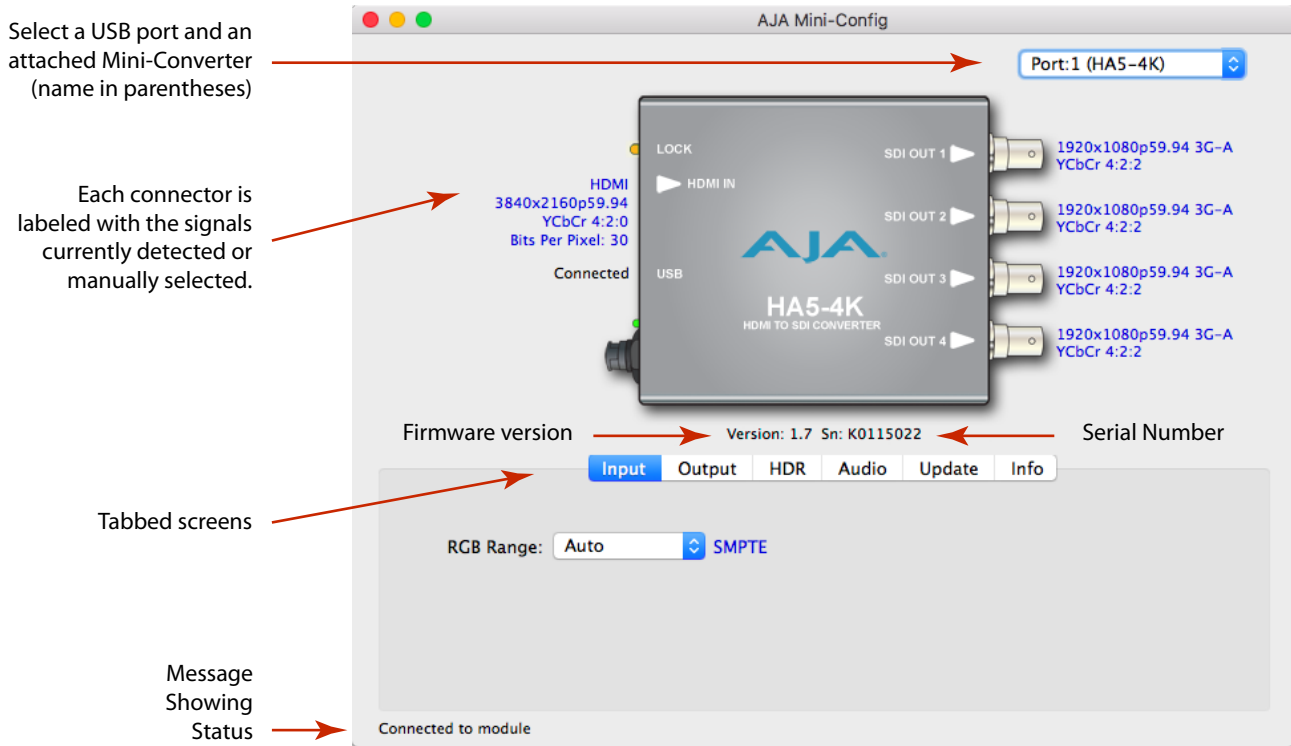 AJA Mini-Config
Select a USB port and an
attached Mini-Converter
(name in parentheses)
Port:1 (HA5-4K)
LOCK
HDMI IN
USB
SDI OUT 1
SDI OUT 2
SDI OUT 3
SDI OUT 4
AJA
HA5-4K
HDMI TO SDI CONVERTER
Each connector is
labeled with the signals
currently detected or
manually selected.
HDMI
3840x2160p59.94
YCbCr 4:2:0
Bits Per Pixel: 30
Connected
1920x1080p59.94 3G-A
YCbCr 4:2:2
1920x1080p59.94 3G-A
YCbCr 4:2:2
1920x1080p59.94 3G-A
YCbCr 4:2:2
1920x1080p59.94 3G-A
YCbCr 4:2:2
Firmware version
Version: 1.7 Sn: K0115022
Serial Number
Input Output HDR Audio Update Info
Tabbed screens
RGB Range: Auto SMPTE
Message
Showing
Status
Connected to module